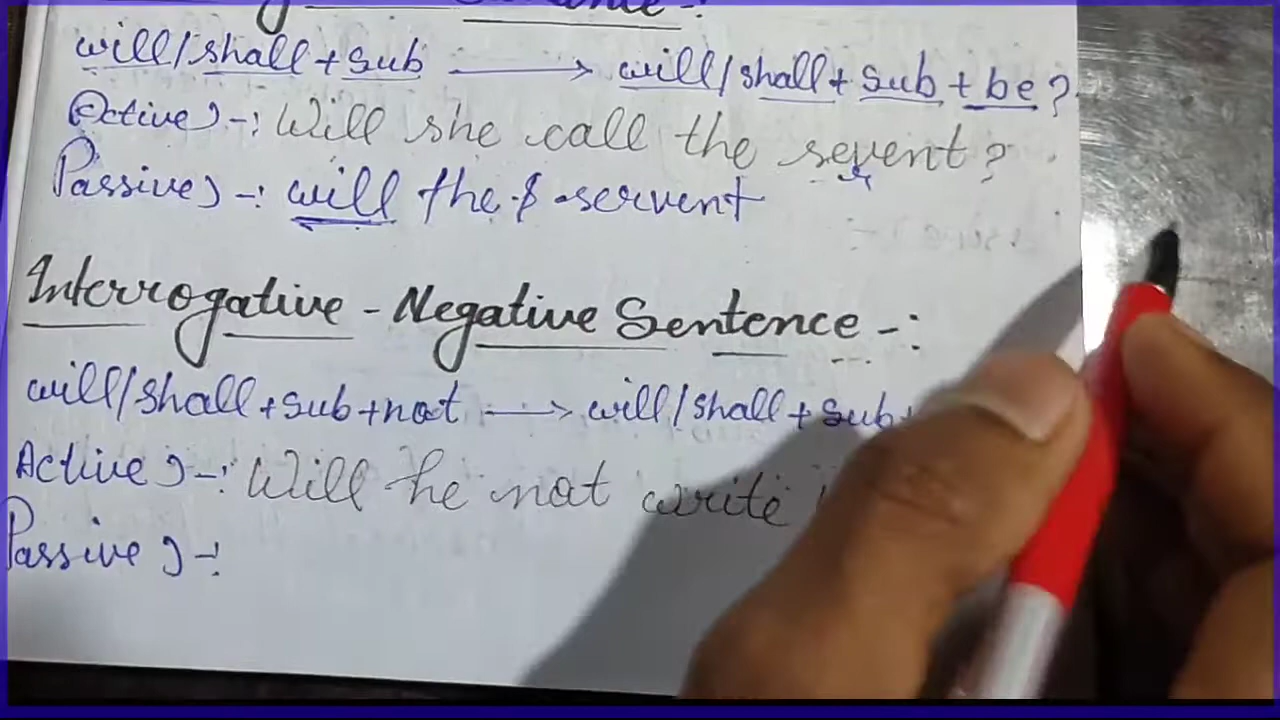 will/shall+sub → will/shall+sub+be?
Active) -: Will she call the servent?
Passive) -: will the servent
Interrogative - Negative Sentence -:
will/shall+sub+not → will/shall+sub+
Active) -: Will he not write
Passive) -: